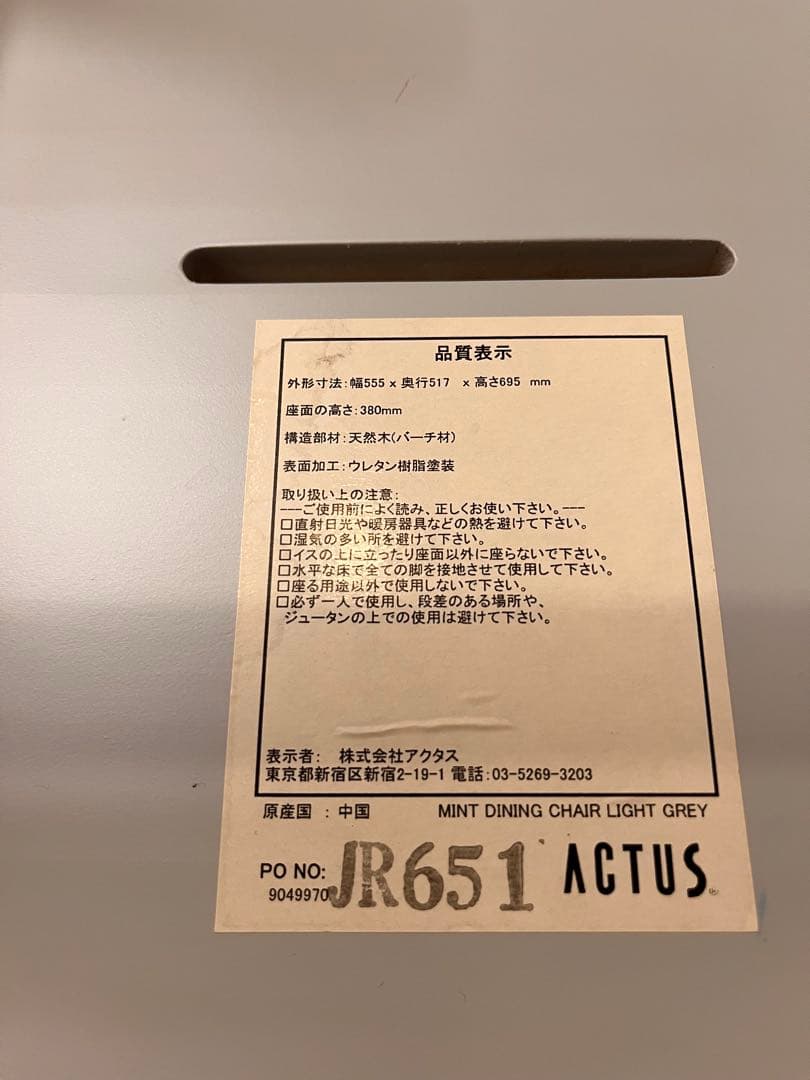 品質表示
外形寸法:幅555 x 奥行517 x 高さ695 mm
座面の高さ:380mm
構造部材:天然木(バーチ材)
表面加工:ウレタン樹脂塗装
取り扱い上の注意:
---ご使用前によく読み、正しくお使い下さい。---
□直射日光や暖房器具などの熱を避けて下さい。
□湿気の多い所を避けて下さい。
□イスの上に立ったり座面以外に座らないで下さい。
□水平な床で全ての脚を接地させて使用して下さい。
□座る用途以外で使用しないで下さい。
□必ず一人で使用し、段差のある場所や、
ジュータンの上での使用は避けて下さい。
表示者: 株式会社アクタス
東京都新宿区新宿2-19-1 電話:03-5269-3203
原産国 : 中国 MINT DINING CHAIR LIGHT GREY
PO NO: JR651 ACTUS®
9049970